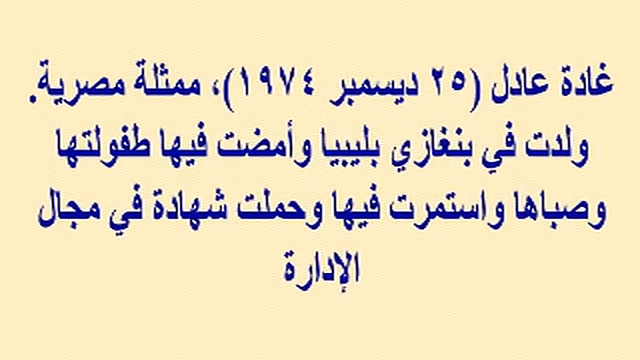 غادة عادل (٢٥ ديسمبر ١٩٧٤)، ممثلة مصرية.
ولدت في بنغازي بليبيا وأمضت فيها طفولتها
وصباها واستمرت فيها وحملت شهادة في مجال
الإدارة